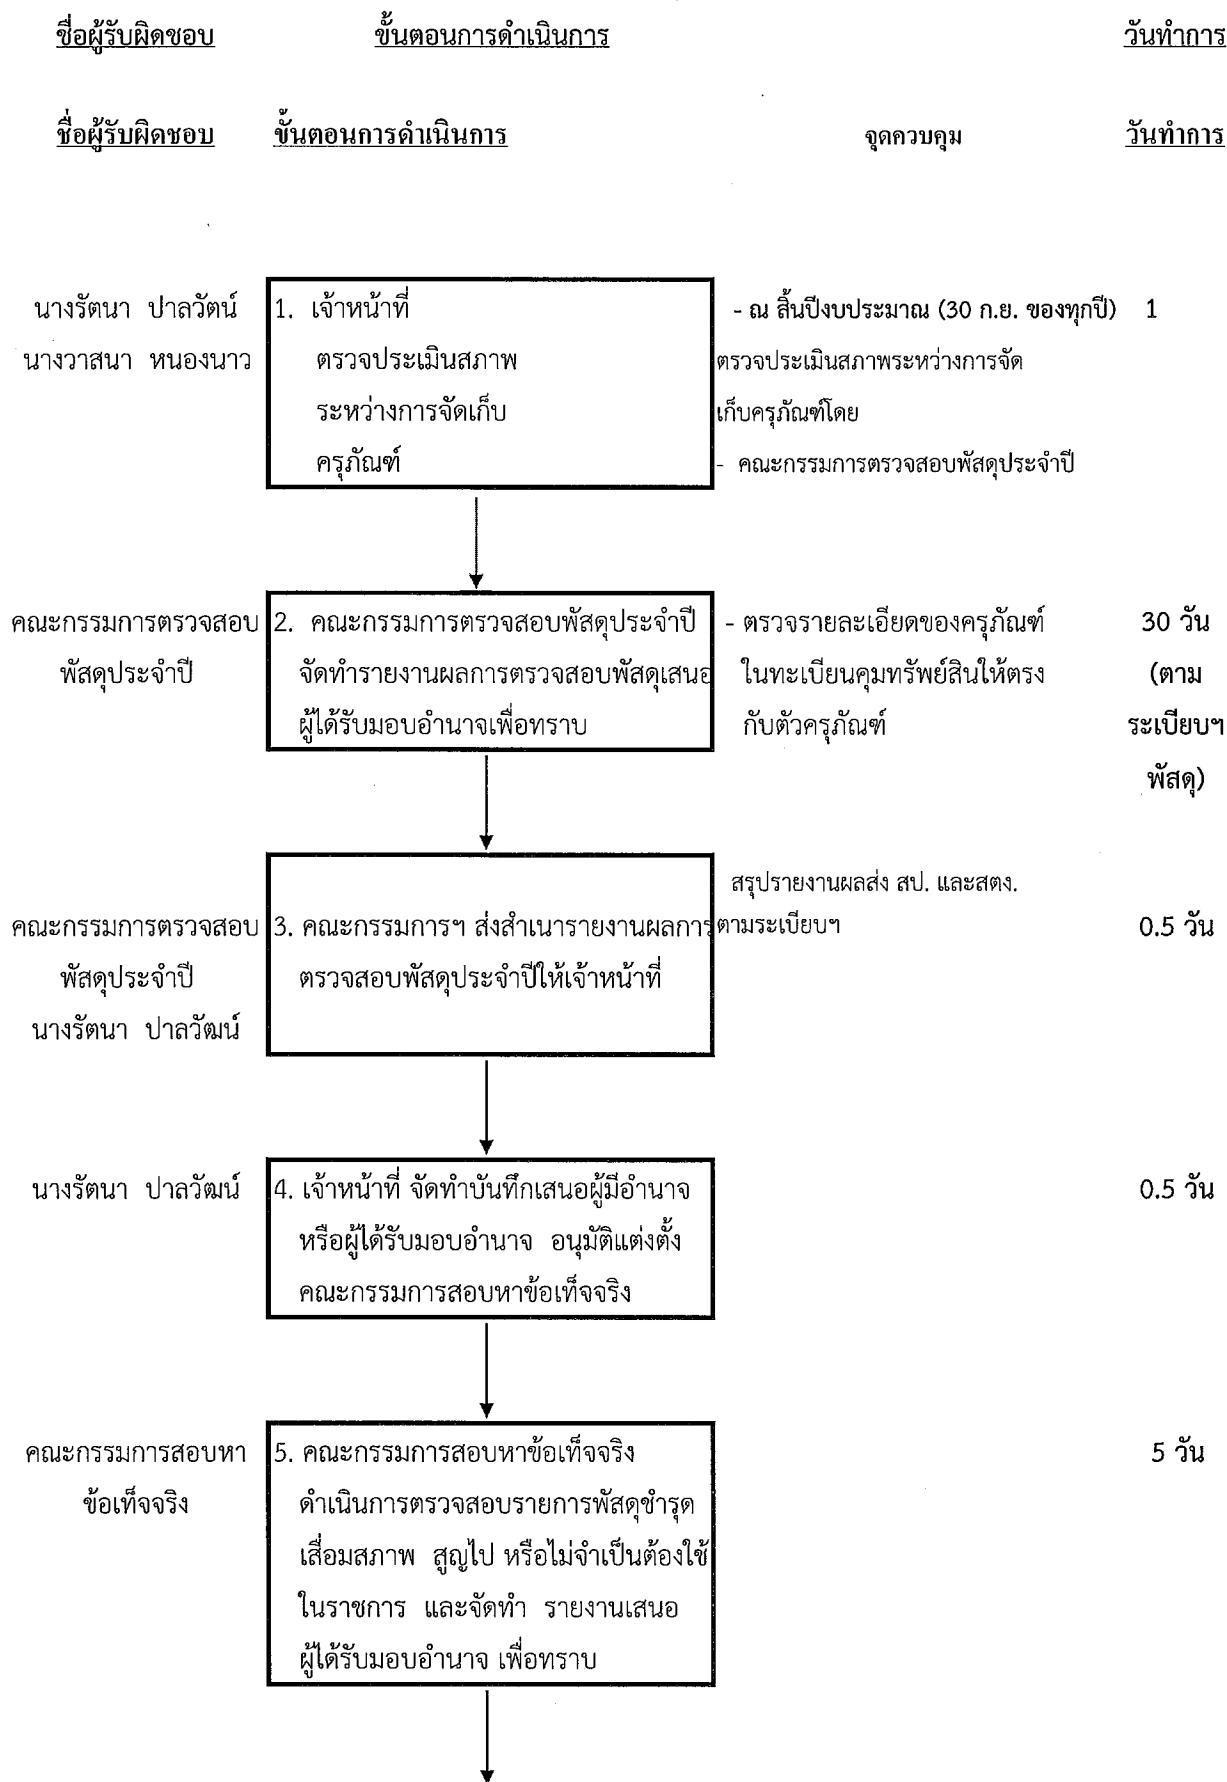 ชื่อผู้รับผิดชอบ ขั้นตอนการดำเนินการ วันทำการ
ชื่อผู้รับผิดชอบ ขั้นตอนการดำเนินการ จุดควบคุม วันทำการ
นางรัตนา ปาลวัตน์ 1. เจ้าหน้าที่ - ณ สิ้นปีงบประมาณ (30 ก.ย. ของทุกปี) 1
นางวาสนา หนองนาว ตรวจประเมินสภาพ ตรวจประเมินสภาพระหว่างการจัด
ระหว่างการจัดเก็บ เก็บครุภัณฑ์โดย
ครุภัณฑ์ - คณะกรรมการตรวจสอบพัสดุประจำปี
คณะกรรมการตรวจสอบ 2. คณะกรรมการตรวจสอบพัสดุประจำปี - ตรวจรายละเอียดของครุภัณฑ์ 30 วัน
พัสดุประจำปี จัดทำรายงานผลการตรวจสอบพัสดุเสนอ ในทะเบียนคุมทรัพย์สินให้ตรง (ตาม
ผู้ได้รับมอบอำนาจเพื่อทราบ กับตัวครุภัณฑ์ ระเบียบฯ
พัสดุ)
สรุปรายงานผลส่ง สป. และสตง.
คณะกรรมการตรวจสอบ 3. คณะกรรมการฯ ส่งสำเนารายงานผลการ ตามระเบียบฯ 0.5 วัน
พัสดุประจำปี ตรวจสอบพัสดุประจำปีให้เจ้าหน้าที่
นางรัตนา ปาลวัฒน์
นางรัตนา ปาลวัฒน์ 4. เจ้าหน้าที่ จัดทำบันทึกเสนอผู้มีอำนาจ 0.5 วัน
หรือผู้ได้รับมอบอำนาจ อนุมัติแต่งตั้ง
คณะกรรมการสอบหาข้อเท็จจริง
คณะกรรมการสอบหา 5. คณะกรรมการสอบหาข้อเท็จจริง 5 วัน
ข้อเท็จจริง ดำเนินการตรวจสอบรายการพัสดุชำรุด
เสื่อมสภาพ สูญไป หรือไม่จำเป็นต้องใช้
ในราชการ และจัดทำ รายงานเสนอ
ผู้ได้รับมอบอำนาจ เพื่อทราบ